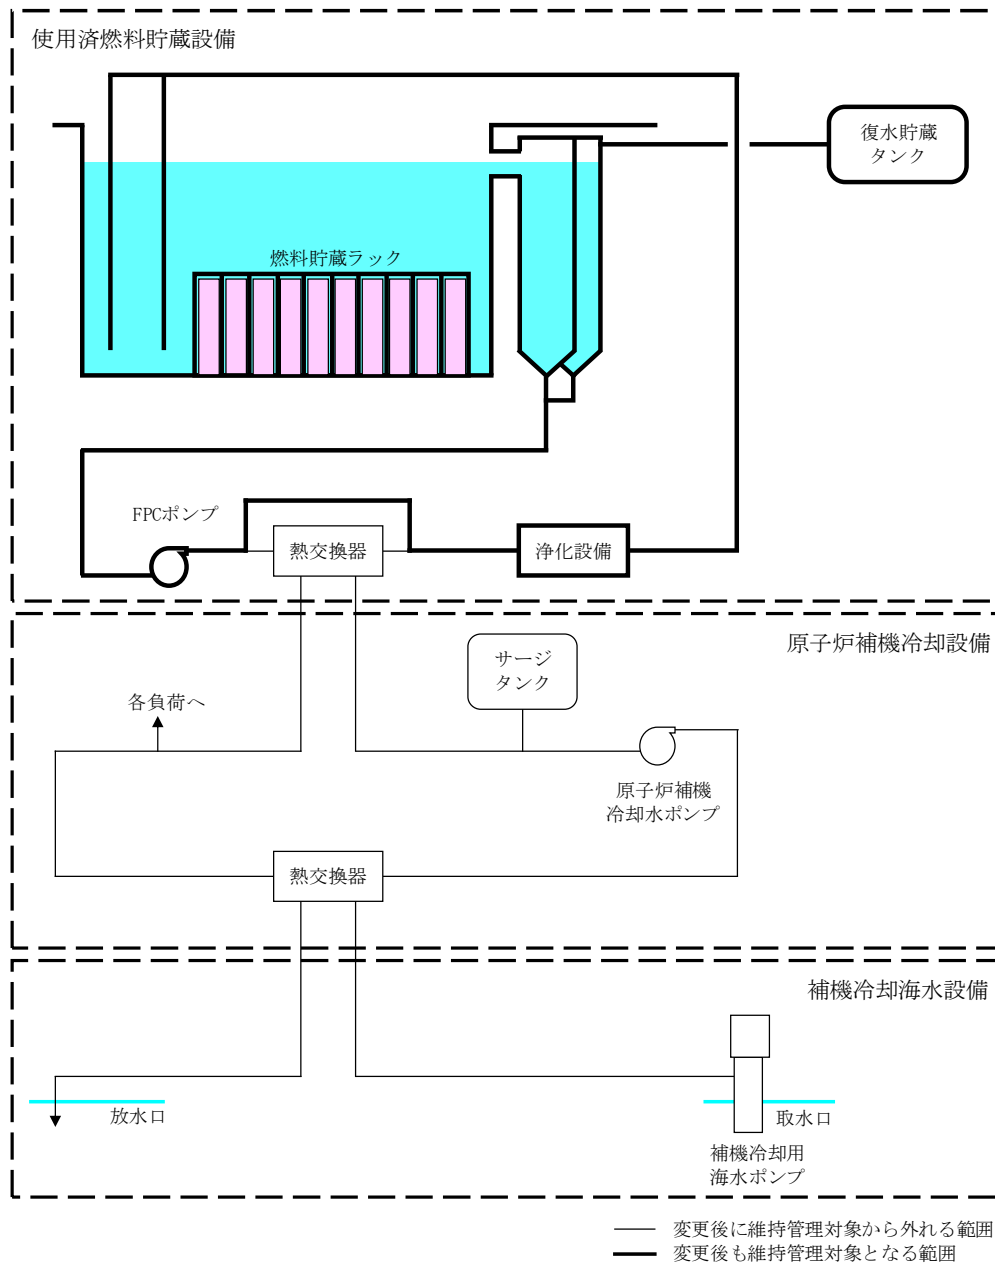 使用済燃料貯蔵設備
復水貯蔵
タンク
燃料貯蔵ラック
FPCポンプ
熱交換器
浄化設備
原子炉補機冷却設備
サージ
タンク
各負荷へ
原子炉補機
冷却水ポンプ
熱交換器
補機冷却海水設備
放水口
取水口
補機冷却用
海水ポンプ
変更後に維持管理対象から外れる範囲
変更後も維持管理対象となる範囲